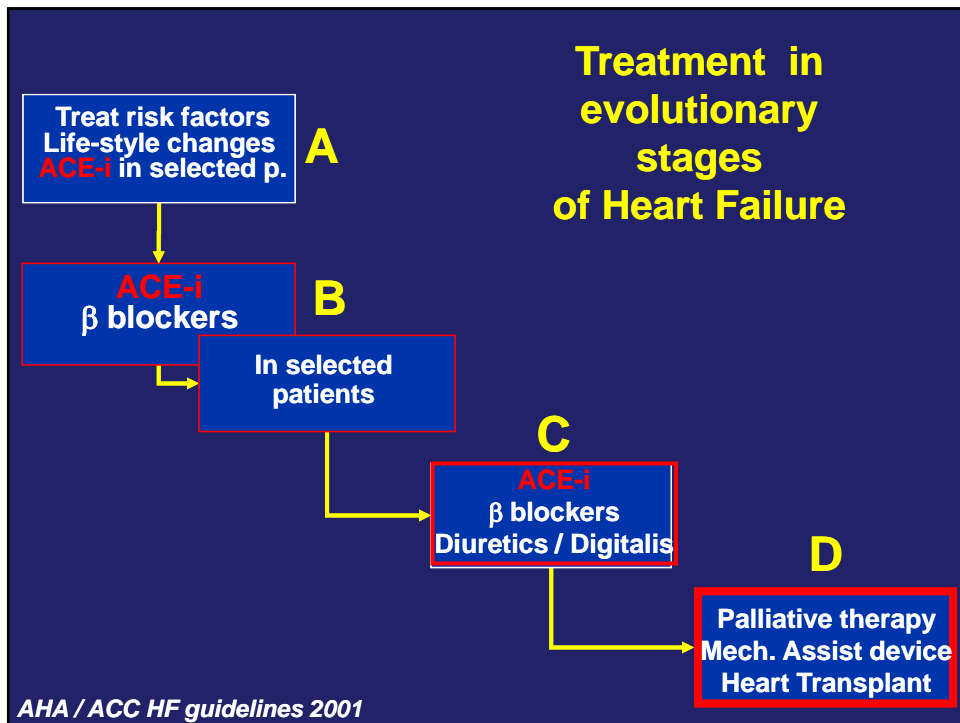 Treatment in
evolutionary
stages
of Heart Failure
Treat risk factors
Life-style changes
ACE-i in selected p.
A
ACE-i
β blockers
B
In selected
patients
C
ACE-i
β blockers
Diuretics / Digitalis
D
Palliative therapy
Mech. Assist device
Heart Transplant
AHA / ACC HF guidelines 2001